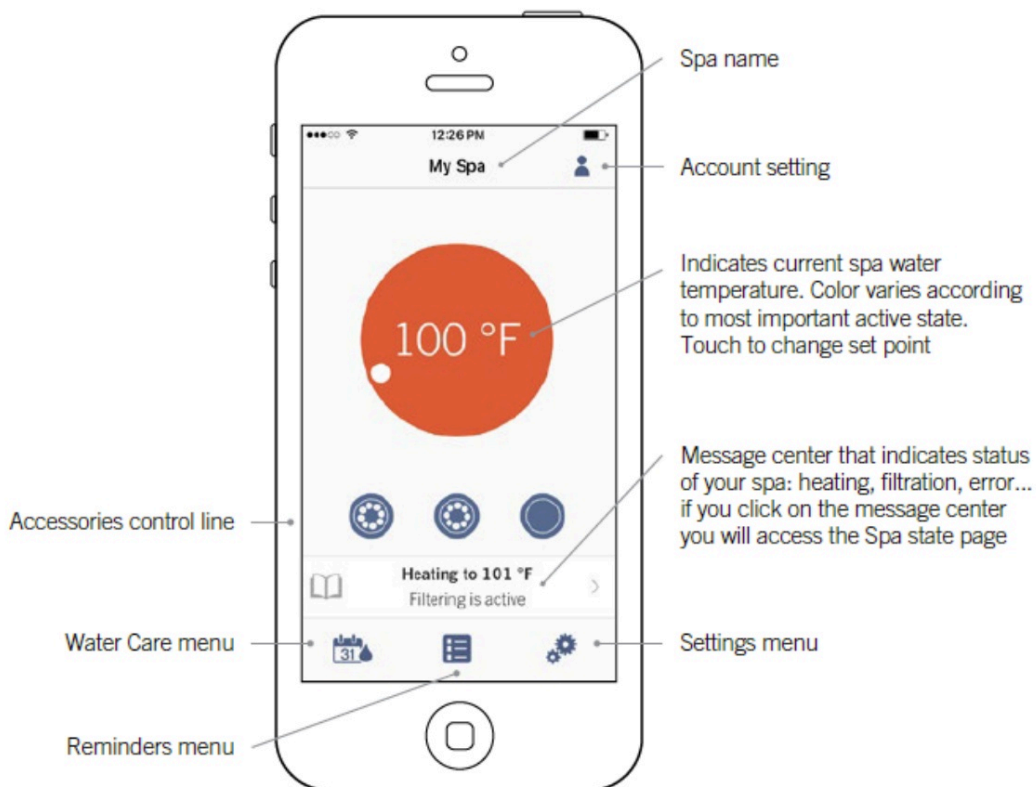 Spa name
12:26 PM
My Spa
Account setting
Indicates current spa water
temperature. Color varies according
to most important active state.
Touch to change set point
100 °F
Message center that indicates status
of your spa: heating, filtration, error...
if you click on the message center
you will access the Spa state page
Accessories control line
Heating to 101 °F
Filtering is active
Water Care menu
31
Settings menu
Reminders menu